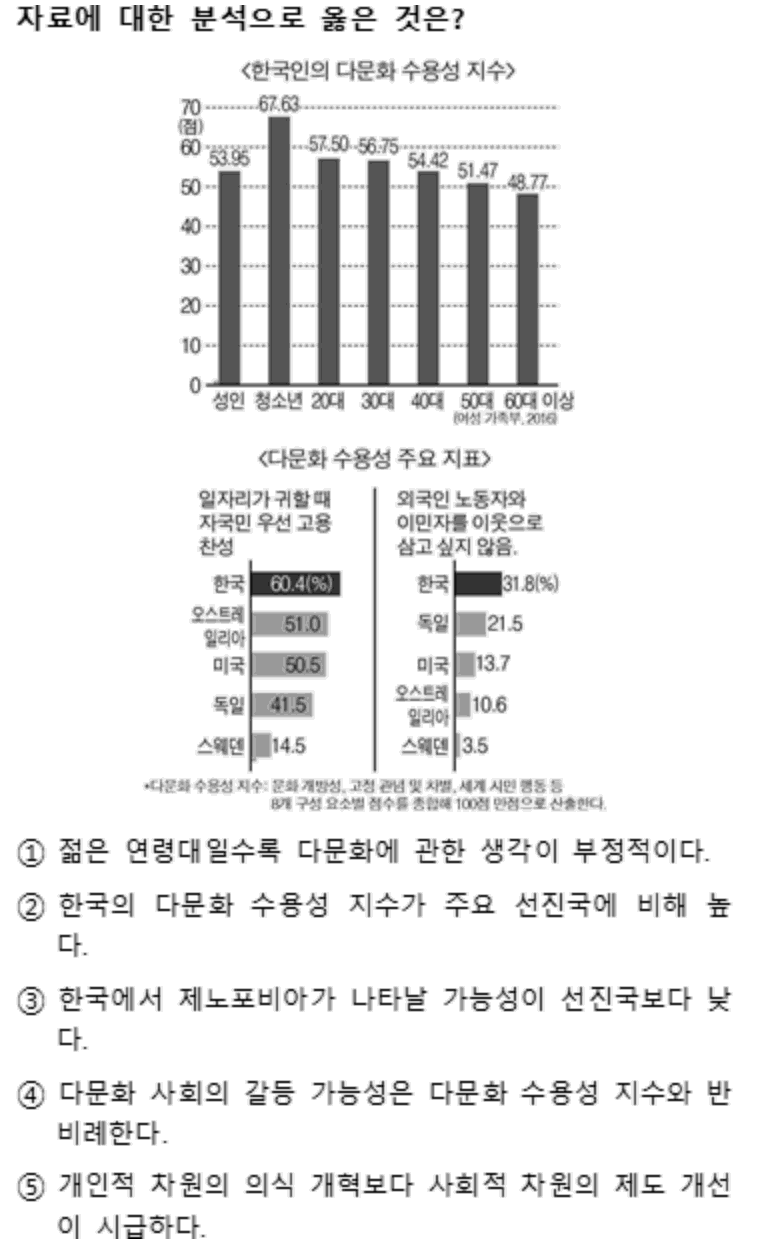 자료에 대한 분석으로 옳은 것은?
<한국인의 다문화 수용성 지수>
70
(점)
60
50
40
30
20
10
0
53.95
67.63
57.50
56.75
54.42
51.47
48.77
성인 청소년 20대 30대 40대 50대 60대 이상
(여성 가족부, 2016)
<다문화 수용성 주요 지표>
일자리가 귀할 때
자국민 우선 고용
찬성
한국 60.4(%)
오스트레
일리아 51.0
미국 50.5
독일 41.5
스웨덴 14.5
외국인 노동자와
이민자를 이웃으로
삼고 싶지 않음.
한국 31.8(%)
독일 21.5
미국 13.7
오스트레
일리아 10.6
스웨덴 3.5
*다문화 수용성 지수: 문화 개방성, 고정 관념 및 차별, 세계 시민 행동 등
8개 구성 요소별 점수를 종합해 100점 만점으로 산출한다.
① 젊은 연령대일수록 다문화에 관한 생각이 부정적이다.
② 한국의 다문화 수용성 지수가 주요 선진국에 비해 높
다.
③ 한국에서 제노포비아가 나타날 가능성이 선진국보다 낮
다.
④ 다문화 사회의 갈등 가능성은 다문화 수용성 지수와 반
비례한다.
⑤ 개인적 차원의 의식 개혁보다 사회적 차원의 제도 개선
이 시급하다.